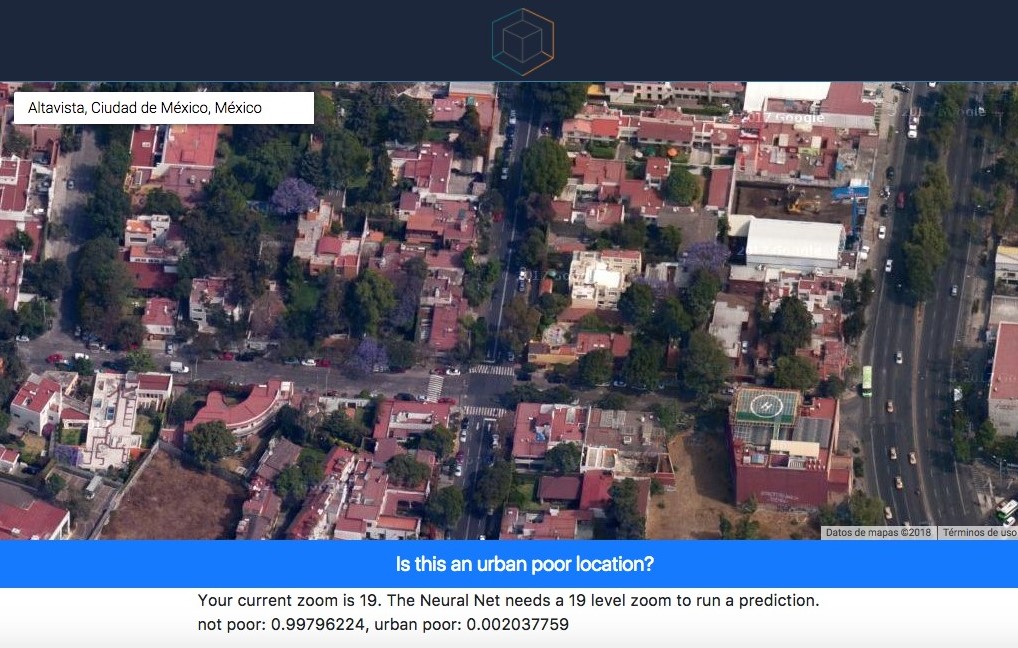 Altavista, Ciudad de México, México
2017 Google
H
Datos de mapas ©2018
Términos de uso
Is this an urban poor location?
Your current zoom is 19. The Neural Net needs a 19 level zoom to run a prediction.
not poor: 0.99796224, urban poor: 0.002037759